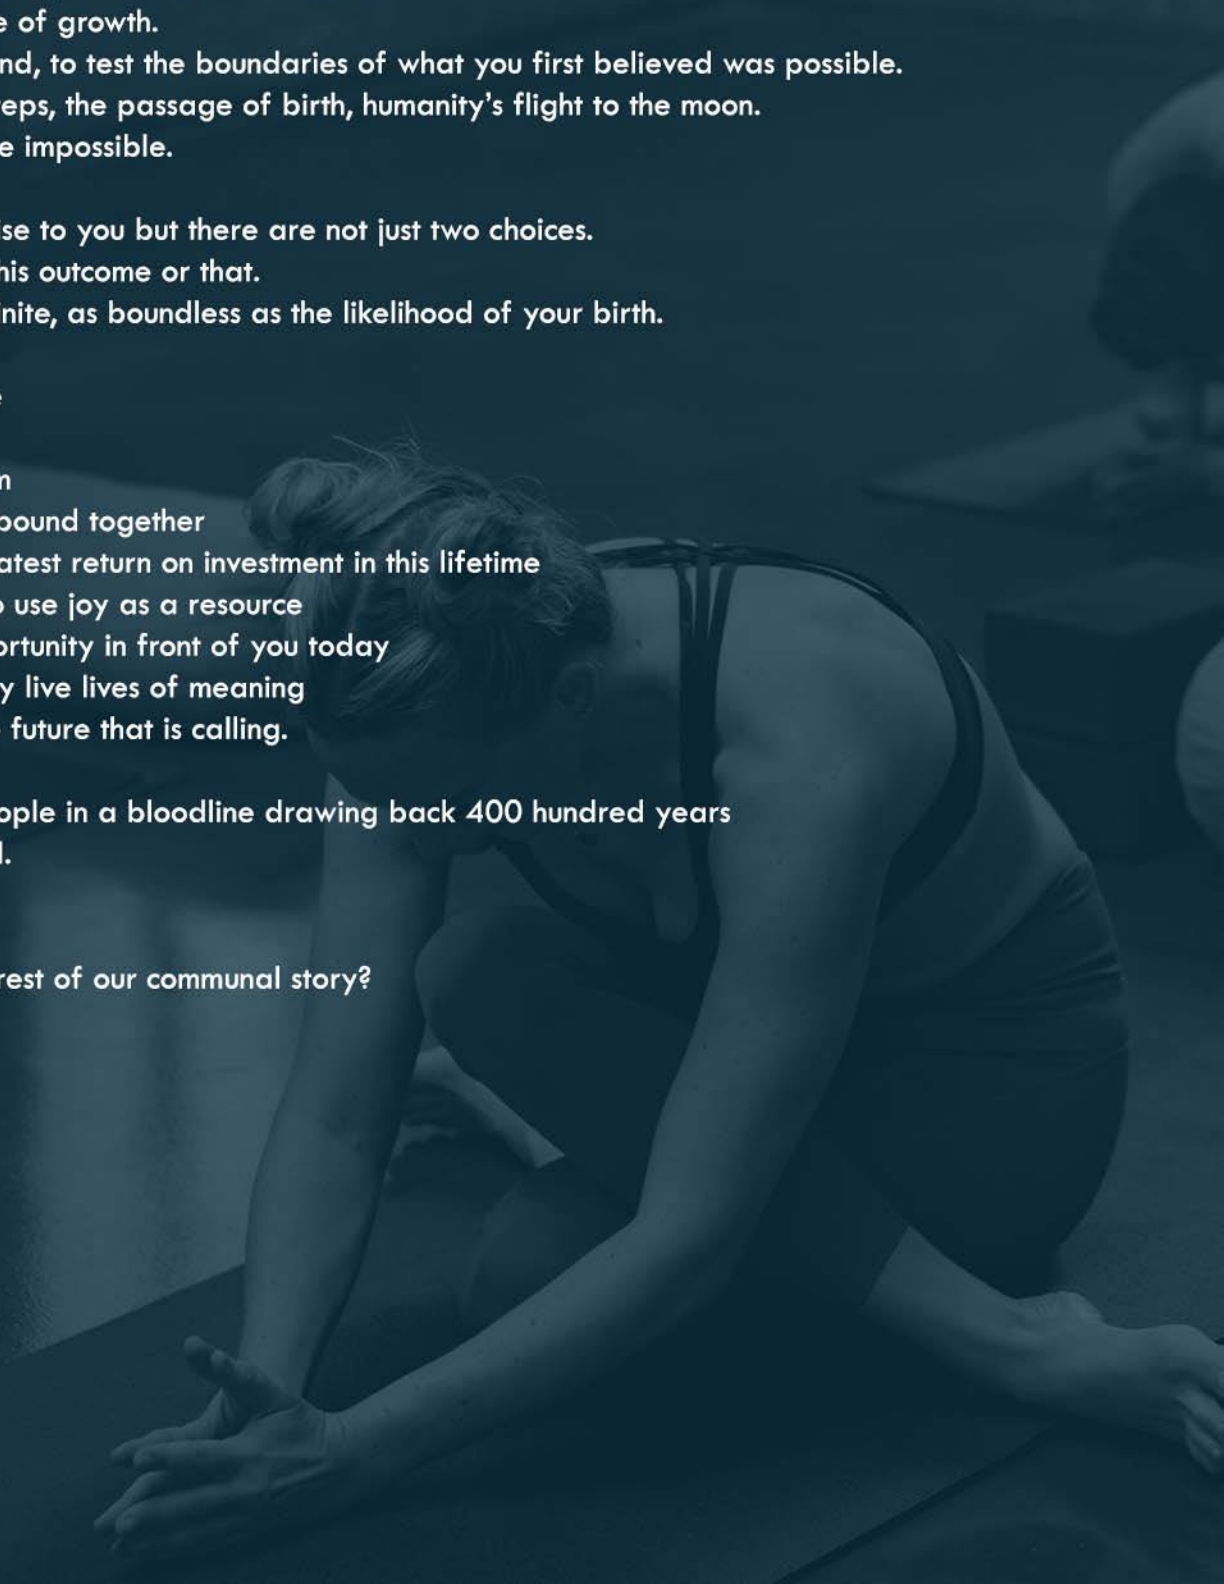 e of growth.
nd, to test the boundaries of what you first believed was possible.
eps, the passage of birth, humanity’s flight to the moon.
e impossible.
ise to you but there are not just two choices.
his outcome or that.
inite, as boundless as the likelihood of your birth.
e
m
bound together
atest return on investment in this lifetime
o use joy as a resource
ortunity in front of you today
y live lives of meaning
future that is calling.
ople in a bloodline drawing back 400 hundred years
d.
rest of our communal story?